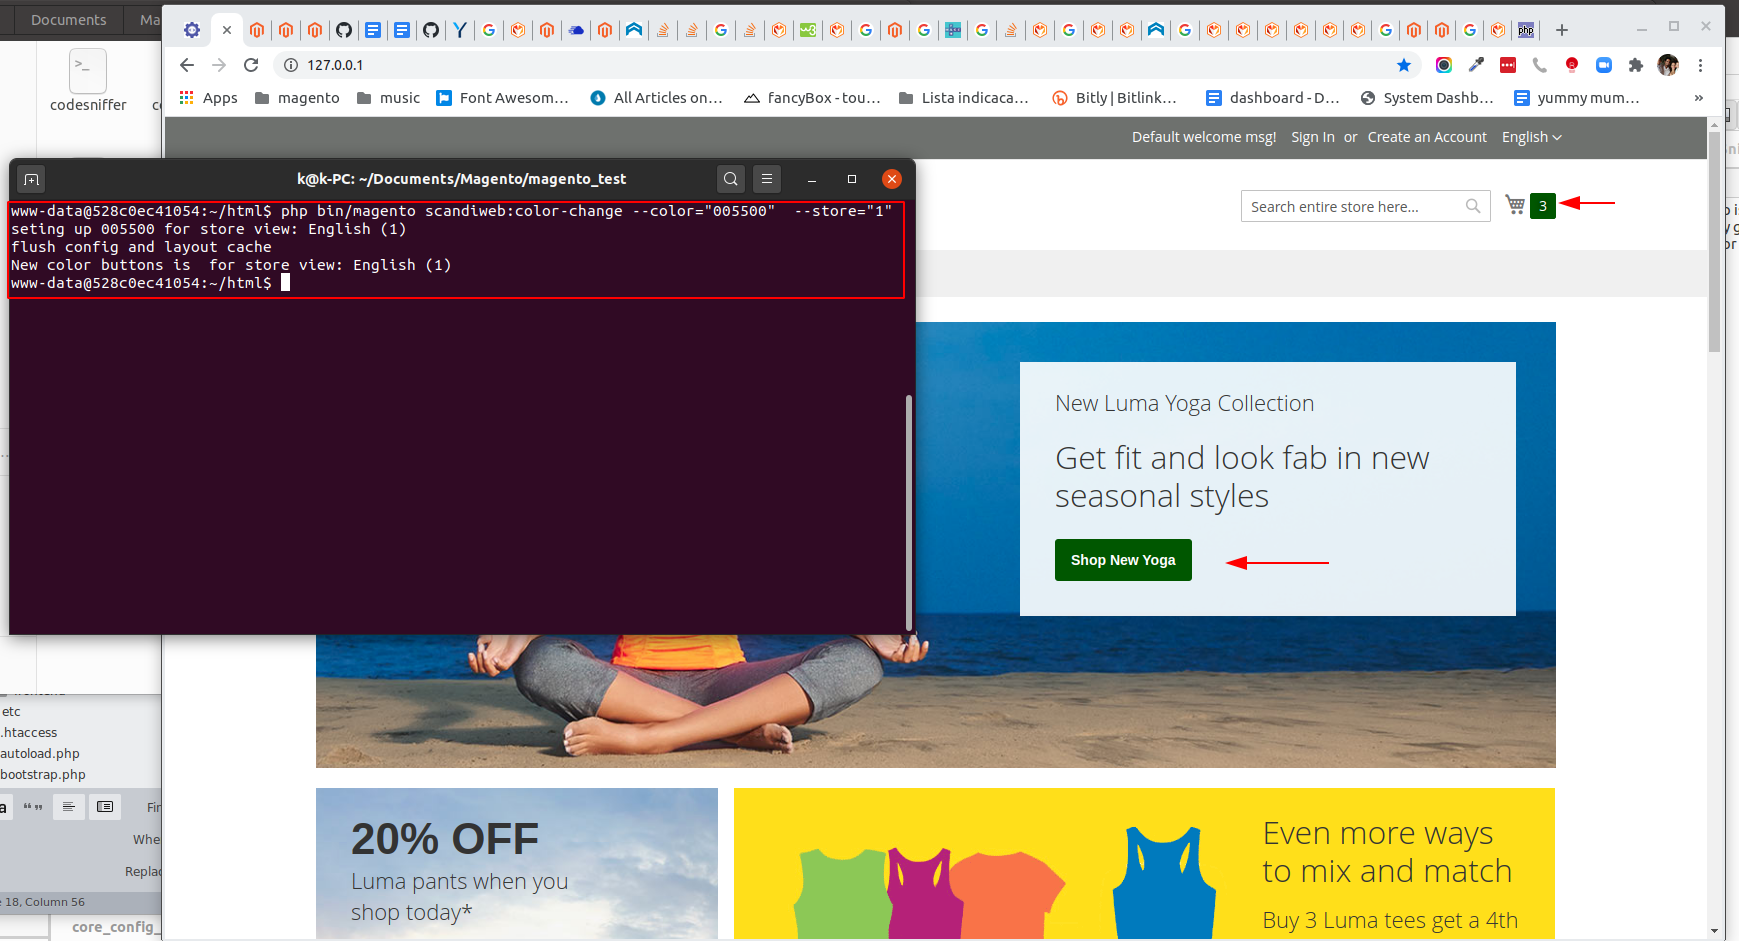 Documents
Ma
codesniffer
127.0.0.1
Apps
magento
music
Font Awesom...
All Articles on...
fancyBox - tou...
Lista indicaca...
Bitly | Bitlink...
dashboard - D...
System Dashb...
yummy mum...
»
Default welcome msg! Sign In or Create an Account English
k@k-PC: ~/Documents/Magento/magento_test
www-data@528c0ec41054:~/html$ php bin/magento scandiweb:color-change --color="005500"  --store="1"
seting up 005500 for store view: English (1)
flush config and layout cache
New color buttons is  for store view: English (1)
www-data@528c0ec41054:~/html$
Search entire store here...
3
New Luma Yoga Collection
Get fit and look fab in new
seasonal styles
Shop New Yoga
etc
.htaccess
autoload.php
bootstrap.php
Whe
Replac
18, Column 56
core_config_
20% OFF
Luma pants when you
shop today*
Even more ways
to mix and match
Buy 3 Luma tees get a 4th